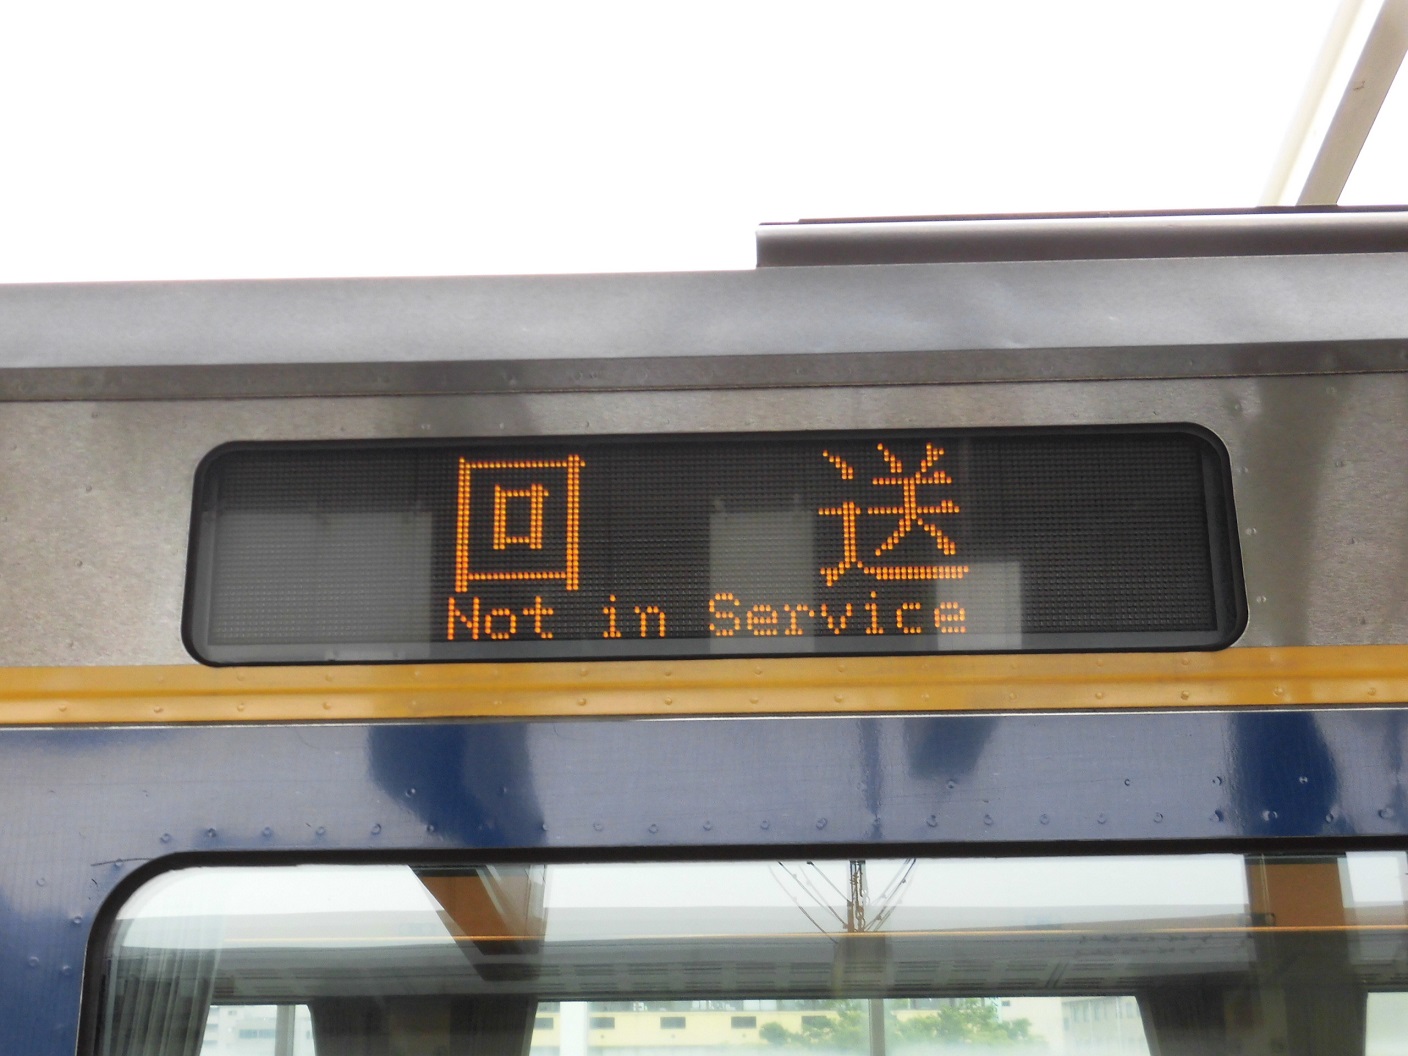 回送
Not in Service